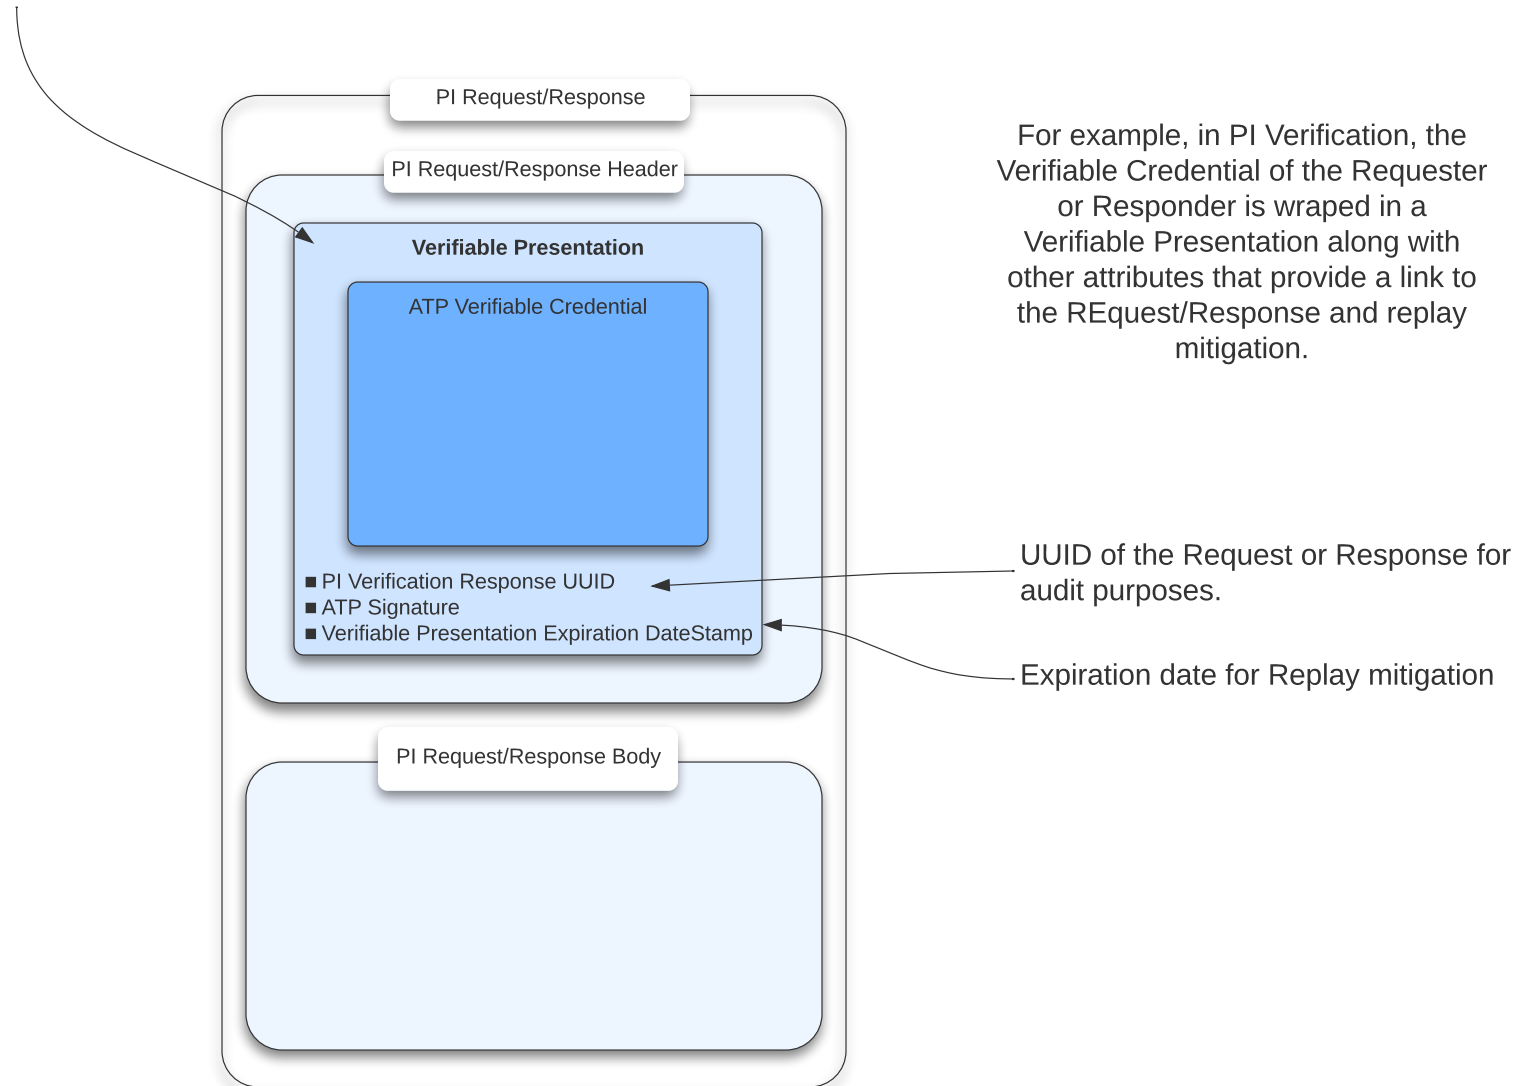 PI Request/Response
PI Request/Response Header
Verifiable Presentation
ATP Verifiable Credential
■ PI Verification Response UUID
■ ATP Signature
■ Verifiable Presentation Expiration DateStamp
PI Request/Response Body
For example, in PI Verification, the
Verifiable Credential of the Requester
or Responder is wraped in a
Verifiable Presentation along with
other attributes that provide a link to
the REquest/Response and replay
mitigation.
UUID of the Request or Response for
audit purposes.
Expiration date for Replay mitigation